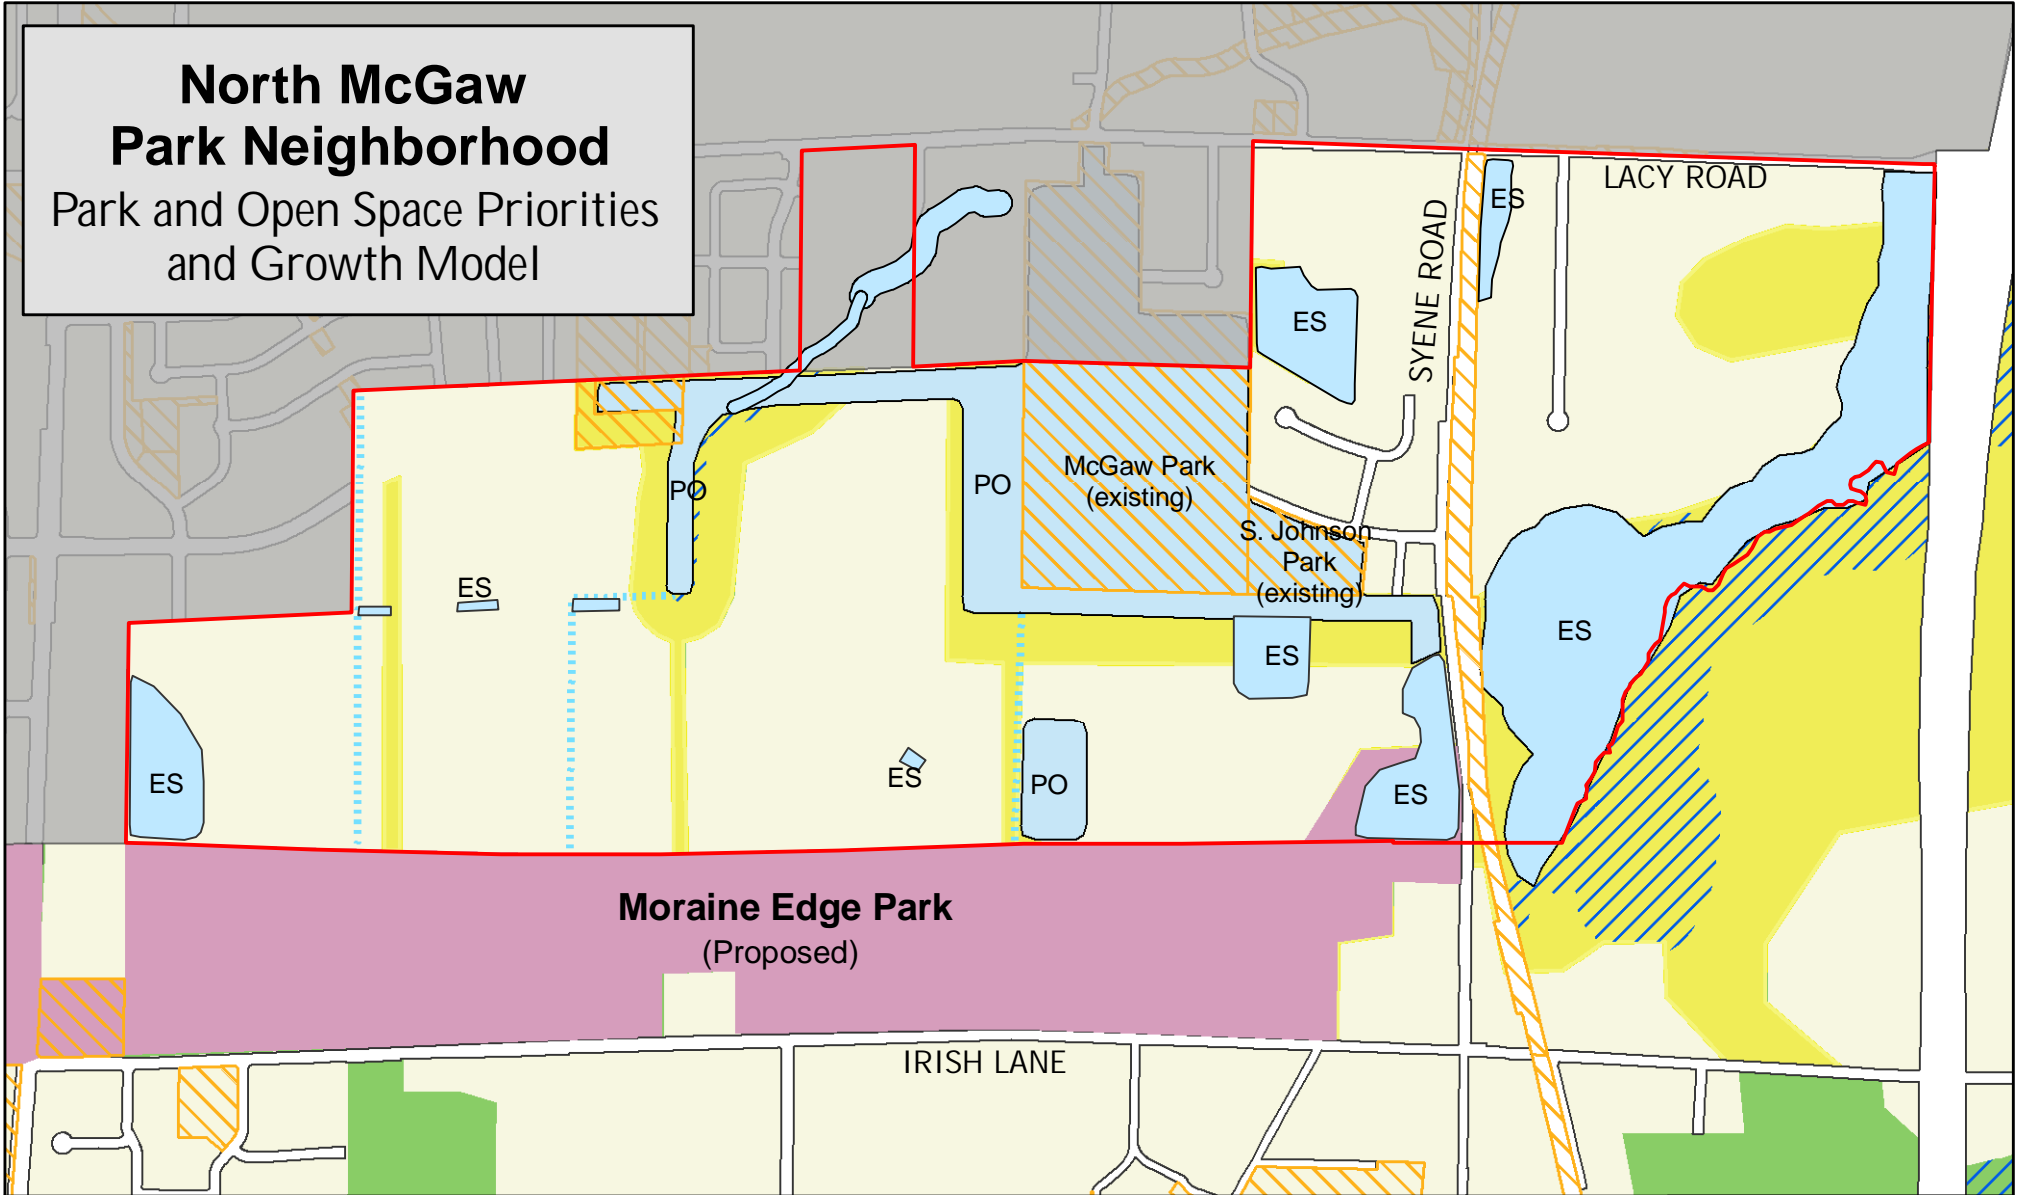 North McGaw
Park Neighborhood
Park and Open Space Priorities
and Growth Model
LACY ROAD
ES
SYENE ROAD
ES
McGaw Park
(existing)
PO
PO
S. Johnson
Park
(existing)
ES
ES
ES
ES
ES
PO
ES
ES
Moraine Edge Park
(Proposed)
IRISH LANE